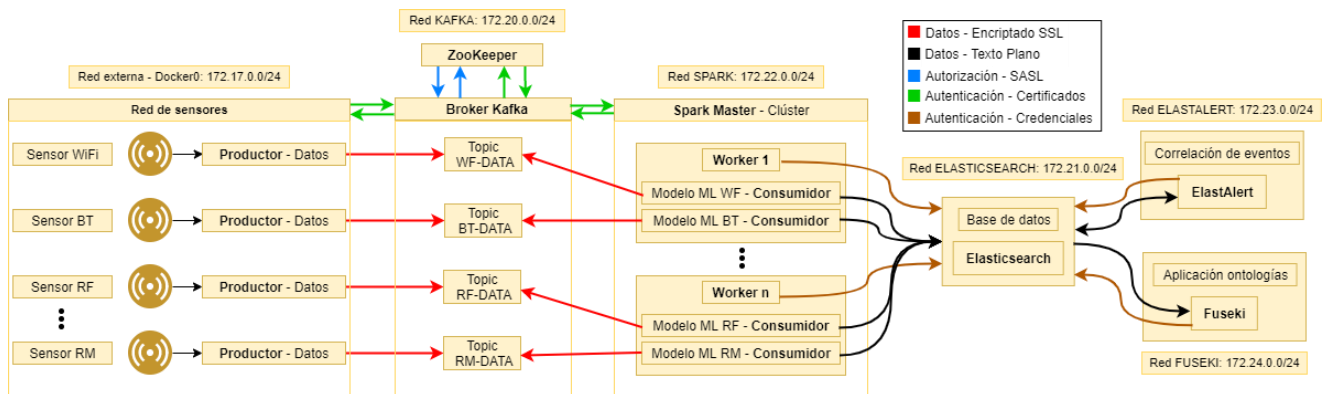 Red KAFKA: 172.20.0.0/24
Datos - Encriptado SSL
Datos - Texto Plano
Autorización - SASL
Autenticación - Certificados
Autenticación - Credenciales
ZooKeeper
Red externa - Docker0: 172.17.0.0/24
Red SPARK: 172.22.0.0/24
Red de sensores
Broker Kafka
Spark Master - Clúster
Red ELASTALERT: 172.23.0.0/24
Sensor WiFi
Productor - Datos
Topic
WF-DATA
Worker 1
Modelo ML WF - Consumidor
Sensor BT
Productor - Datos
Topic
BT-DATA
Modelo ML BT - Consumidor
Sensor RF
Productor - Datos
Topic
RF-DATA
Worker n
Modelo ML RF - Consumidor
Sensor RM
Productor - Datos
Topic
RM-DATA
Modelo ML RM - Consumidor
Red ELASTICSEARCH: 172.21.0.0/24
Base de datos
Elasticsearch
Correlación de eventos
ElastAlert
Aplicación ontologías
Fuseki
Red FUSEKI: 172.24.0.0/24